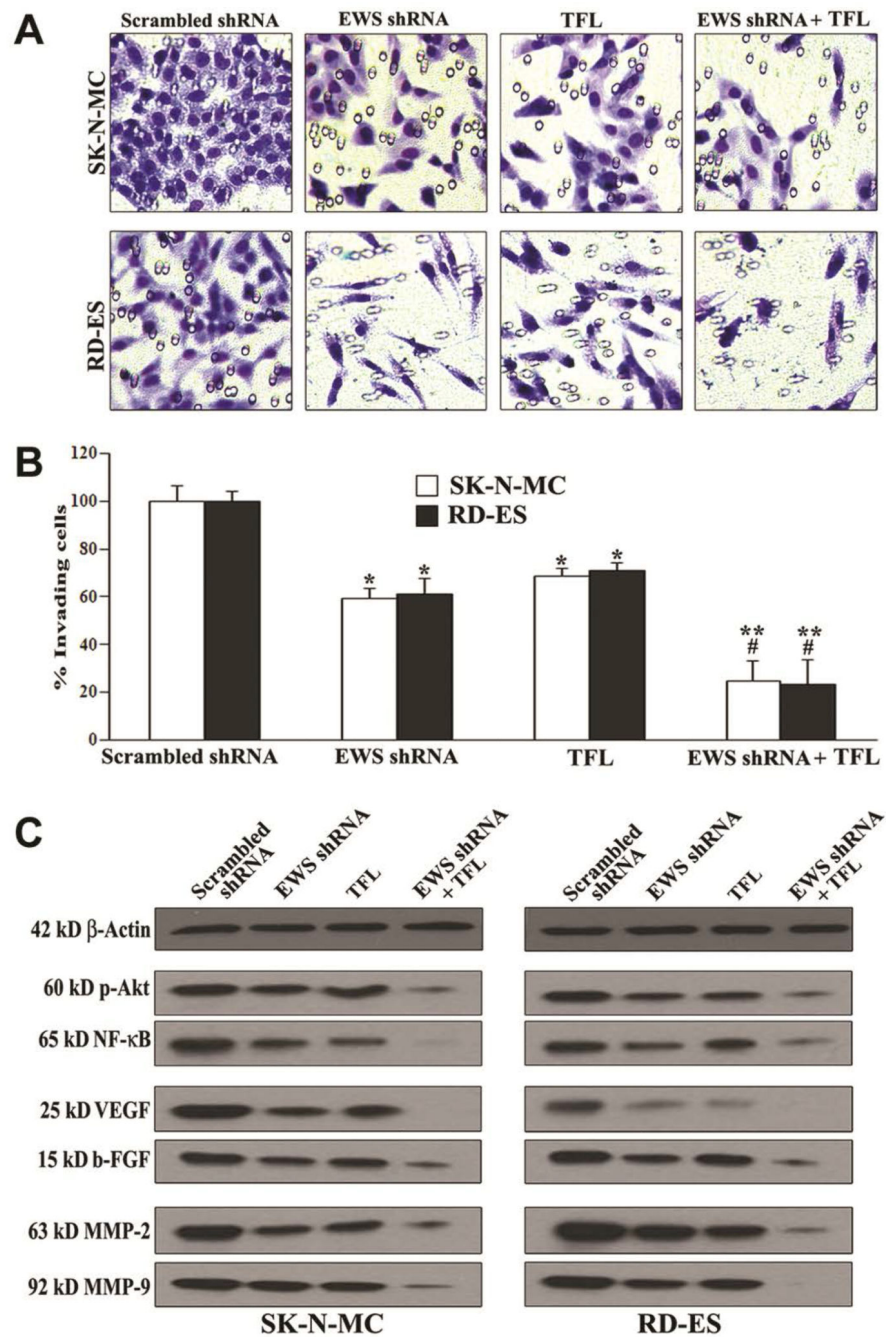 A
Scrambled shRNA EWS shRNA TFL EWS shRNA + TFL
SK-N-MC
RD-ES
B
% Invading cells
120
100
80
60
40
20
0
SK-N-MC
RD-ES
* * * * ** **
# #
Scrambled shRNA EWS shRNA TFL EWS shRNA + TFL
C
Scrambled shRNA EWS shRNA TFL EWS shRNA + TFL Scrambled shRNA EWS shRNA TFL EWS shRNA + TFL
42 kD β-Actin
60 kD p-Akt
65 kD NF-κB
25 kD VEGF
15 kD b-FGF
63 kD MMP-2
92 kD MMP-9
SK-N-MC RD-ES